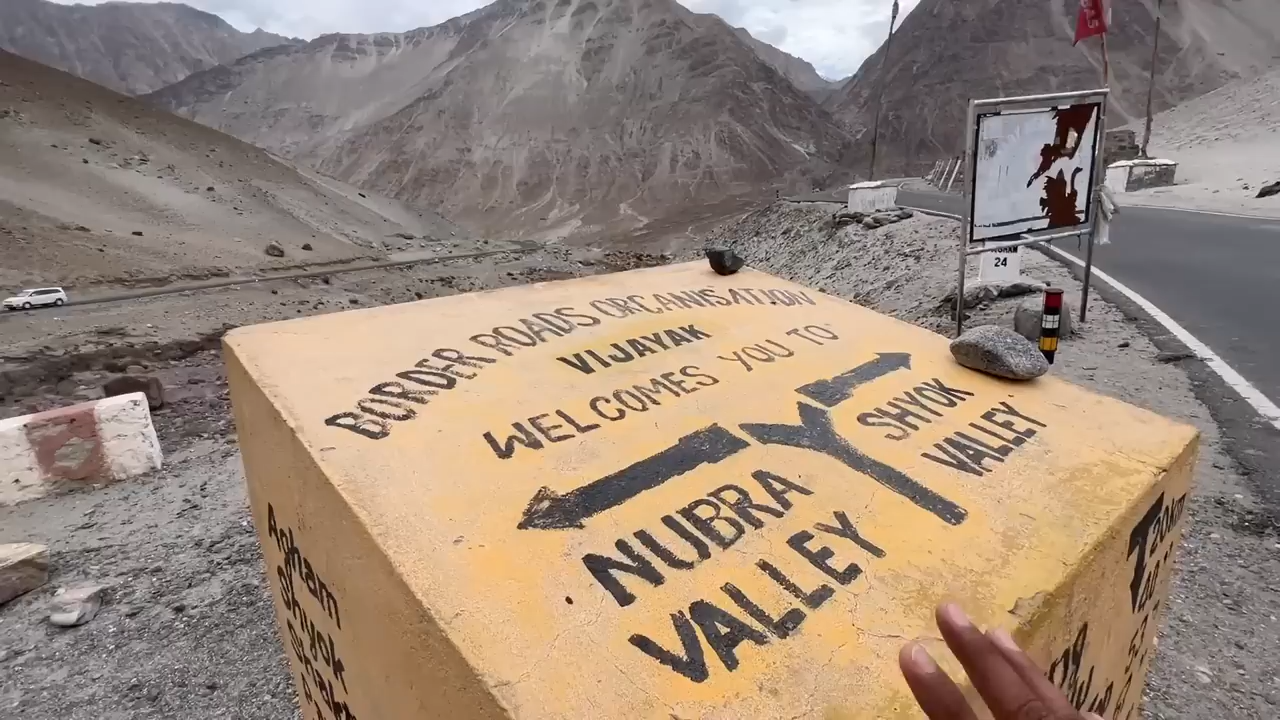 BORDER ROADS ORGANISATION
VIJAYAK
WELCOMES YOU TO
SHYOK
VALLEY
NUBRA
VALLEY
Agham
Shyok
24